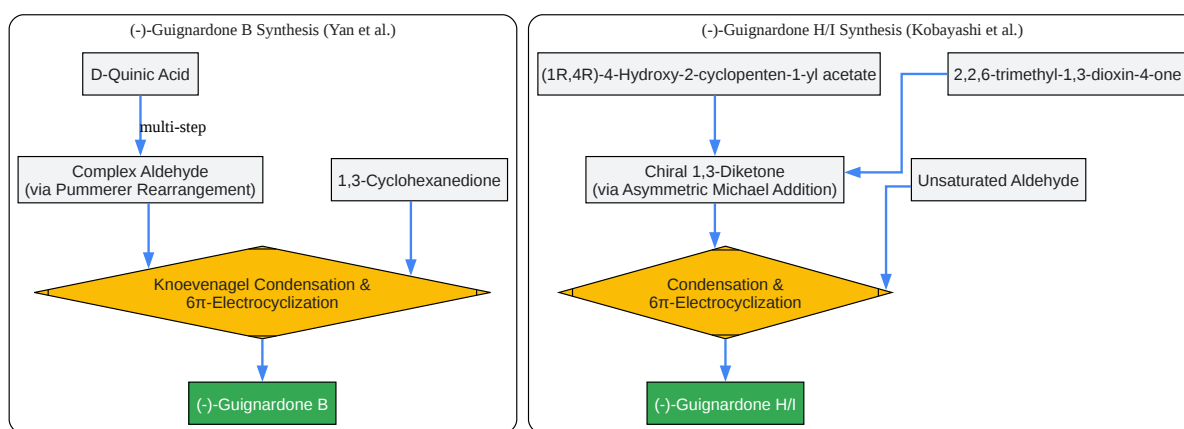 (-)-Guignardone B Synthesis (Yan et al.)
D-Quinic Acid
multi-step
Complex Aldehyde
(via Pummerer Rearrangement)
1,3-Cyclohexanedione
Knoevenagel Condensation &
6π-Electrocyclization
(-)-Guignardone B
(-)-Guignardone H/I Synthesis (Kobayashi et al.)
(1R,4R)-4-Hydroxy-2-cyclopenten-1-yl acetate
2,2,6-trimethyl-1,3-dioxin-4-one
Chiral 1,3-Diketone
(via Asymmetric Michael Addition)
Unsaturated Aldehyde
Condensation &
6π-Electrocyclization
(-)-Guignardone H/I